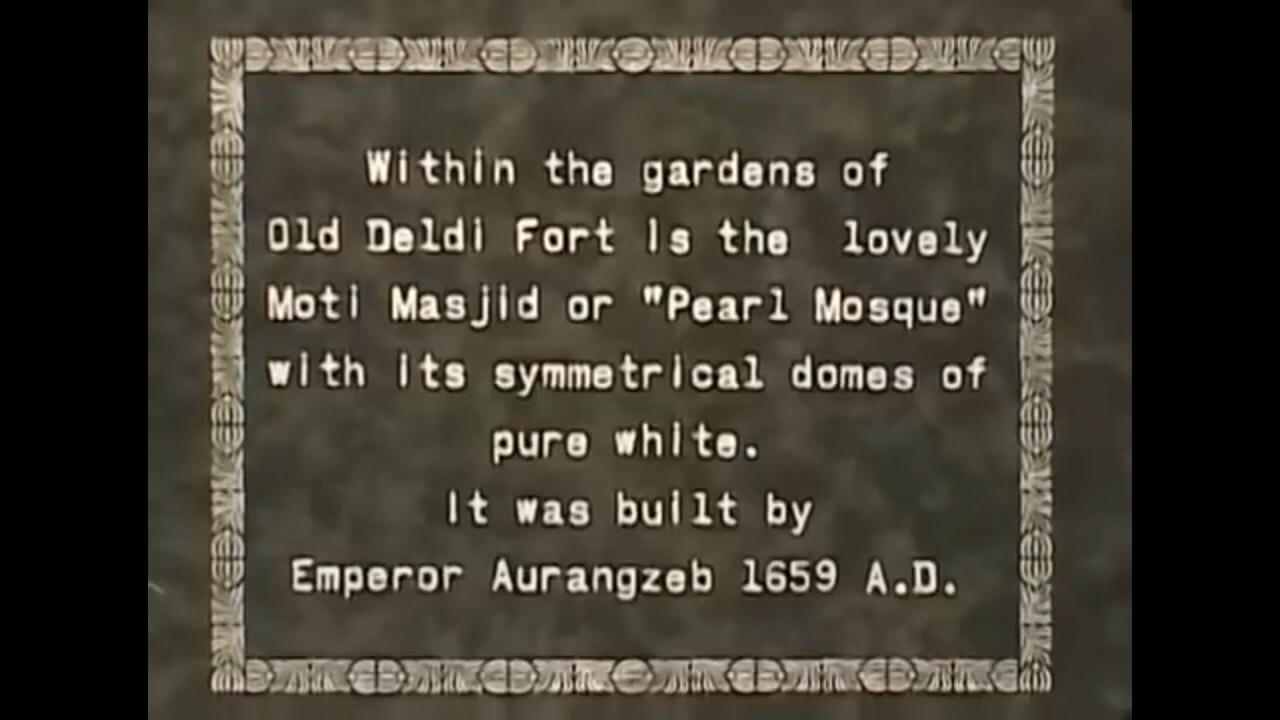 Within the gardens of
Old Deldi Fort is the lovely
Moti Masjid or "Pearl Mosque"
with its symmetrical domes of
pure white.
It was built by
Emperor Aurangzeb 1659 A.D.